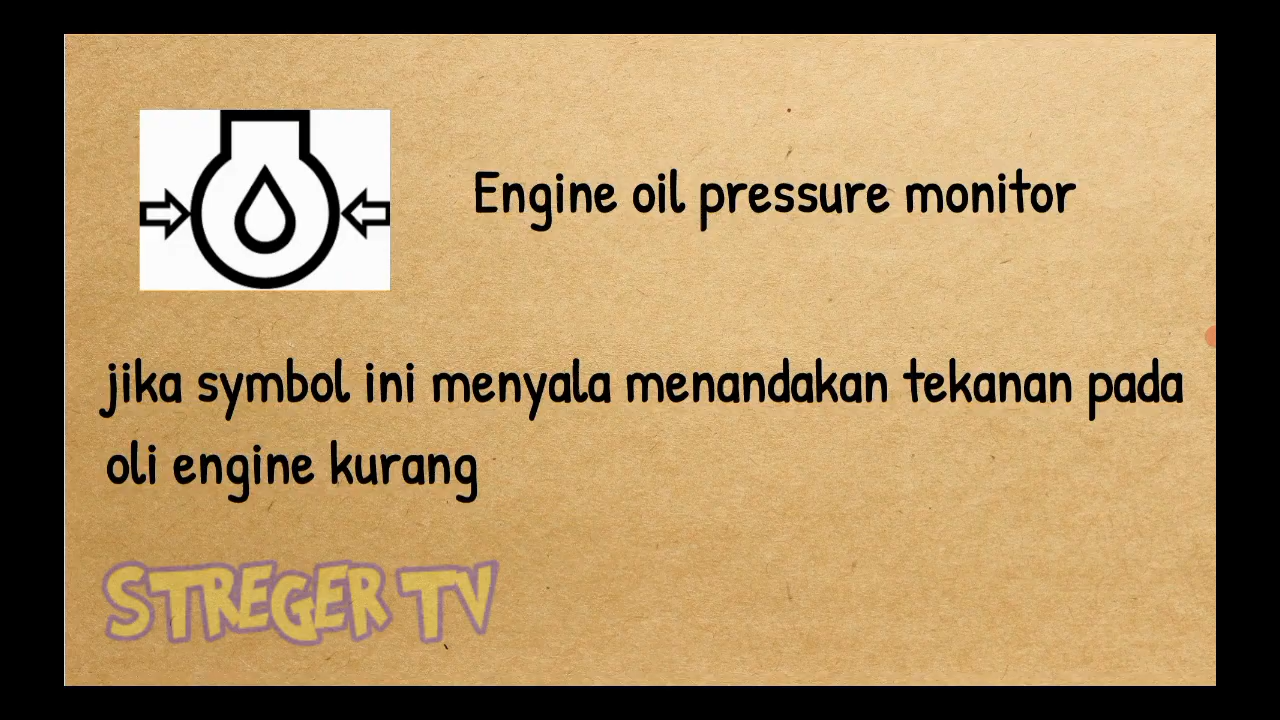 Engine oil pressure monitor
jika symbol ini menyala menandakan tekanan pada
oli engine kurang
STREGER TV